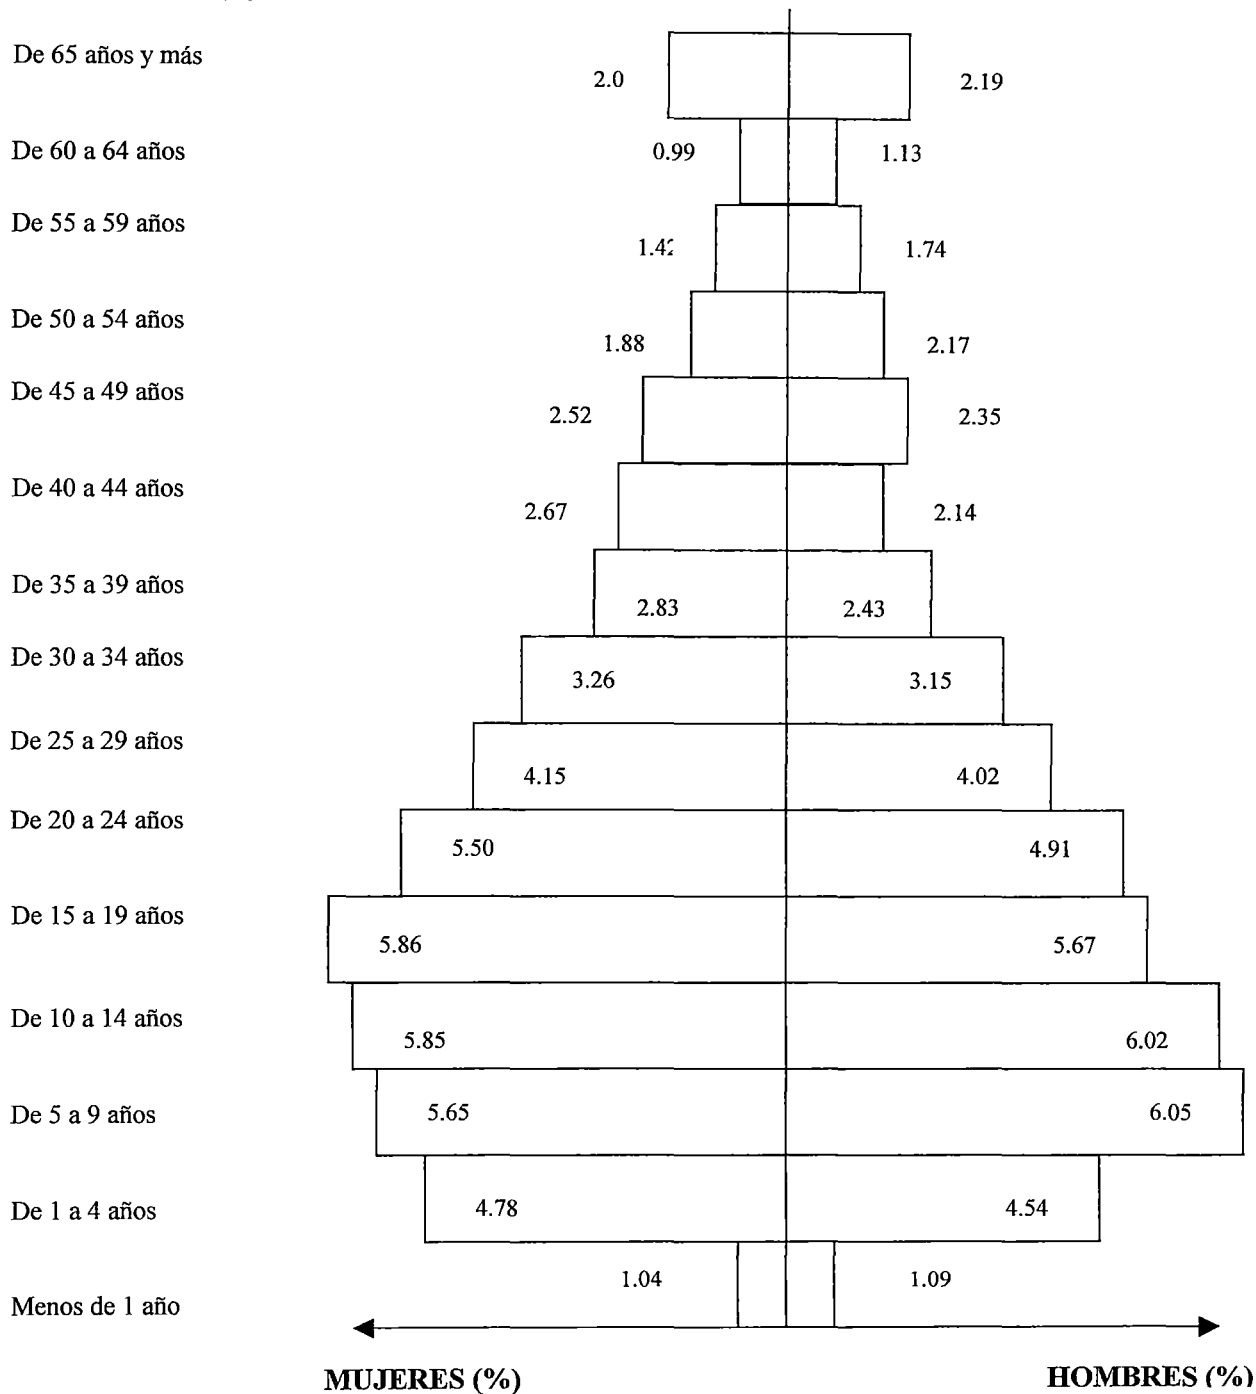 De 65 años y más
2.0 2.19
De 60 a 64 años 0.99 1.13
De 55 a 59 años
1.42 1.74
De 50 a 54 años
1.88 2.17
De 45 a 49 años
2.52 2.35
De 40 a 44 años
2.67 2.14
De 35 a 39 años
2.83 2.43
De 30 a 34 años
3.26 3.15
De 25 a 29 años
4.15 4.02
De 20 a 24 años
5.50 4.91
De 15 a 19 años
5.86 5.67
De 10 a 14 años
5.85 6.02
De 5 a 9 años 5.65 6.05
De 1 a 4 años 4.78 4.54
1.04 1.09
Menos de 1 año
MUJERES (%) HOMBRES (%)